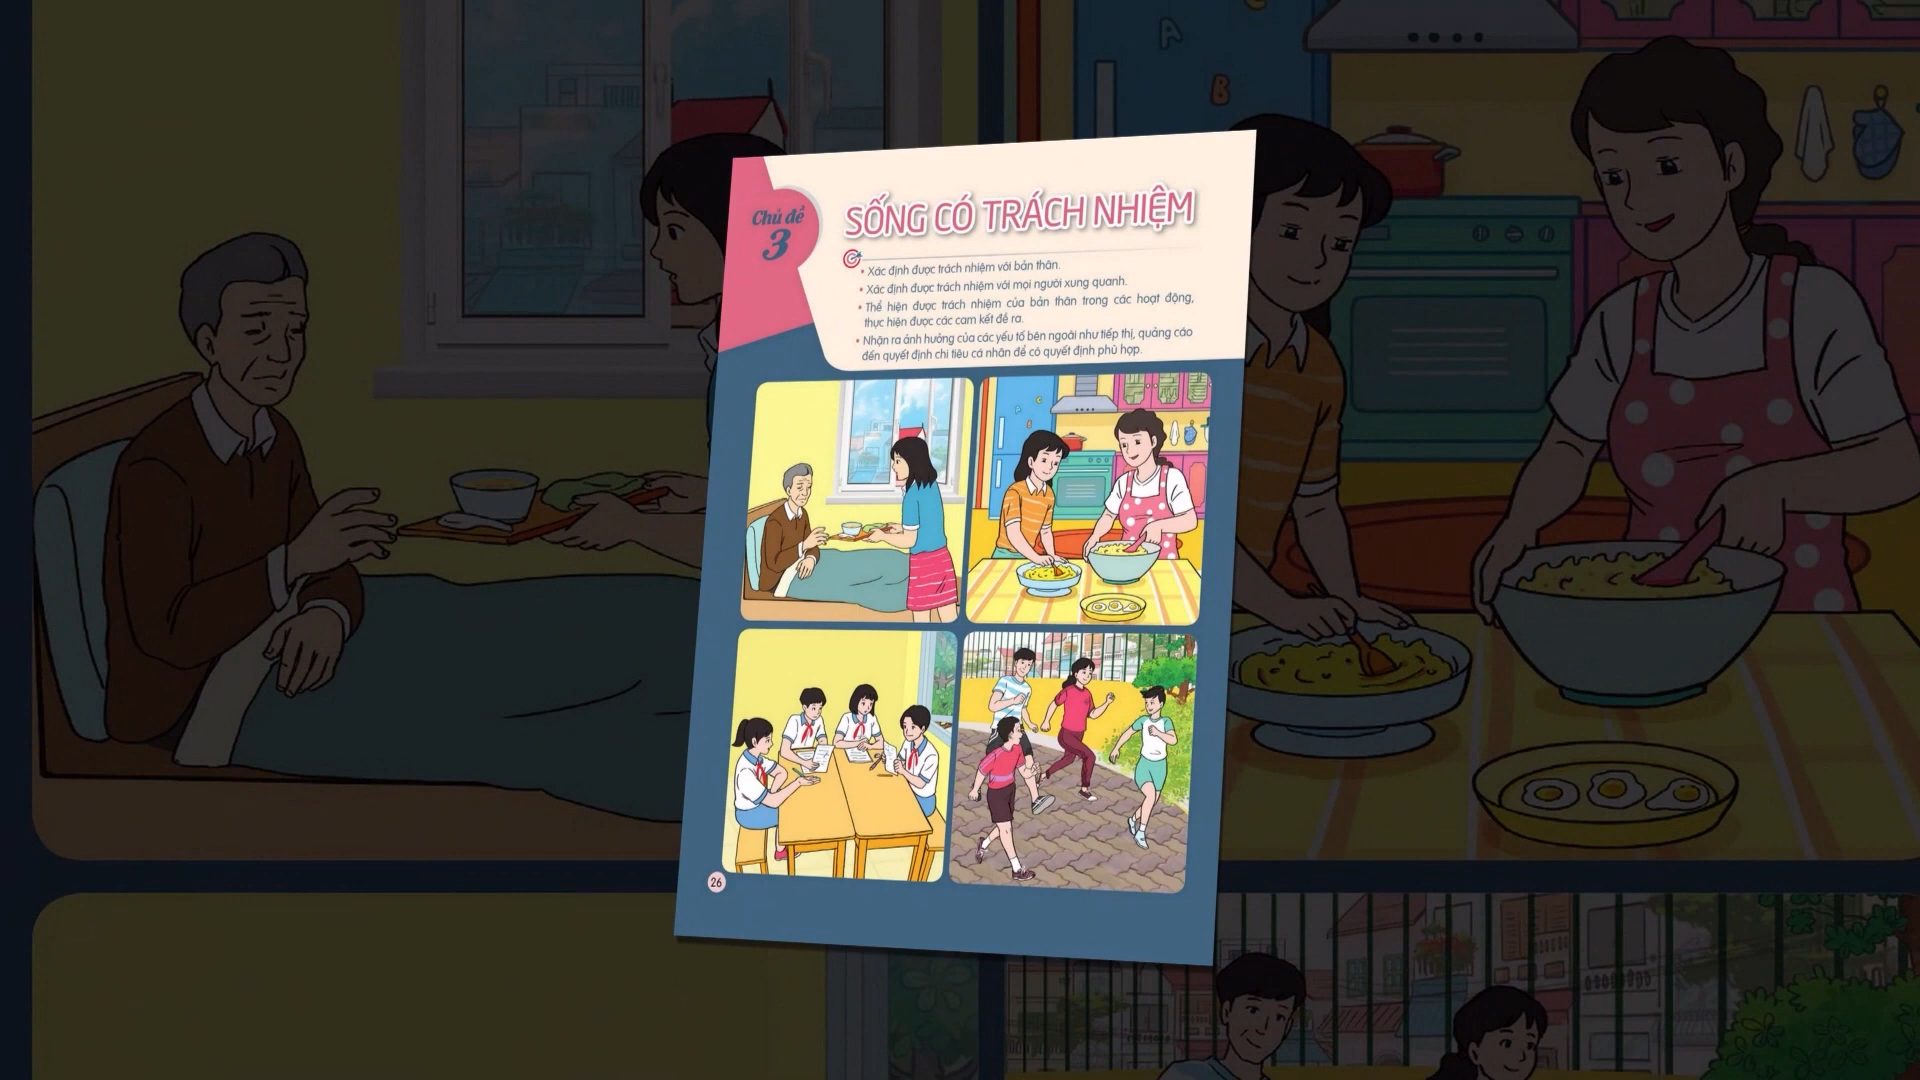 Chủ đề
3
SỐNG CÓ TRÁCH NHIỆM
• Xác định được trách nhiệm với bản thân.
• Xác định được trách nhiệm với mọi người xung quanh.
• Thể hiện được trách nhiệm của bản thân trong các hoạt động,
thực hiện được các cam kết đề ra.
• Nhận ra ảnh hưởng của các yếu tố bên ngoài như tiếp thị, quảng cáo
đến quyết định chi tiêu cá nhân để có quyết định phù hợp.
26
A
B